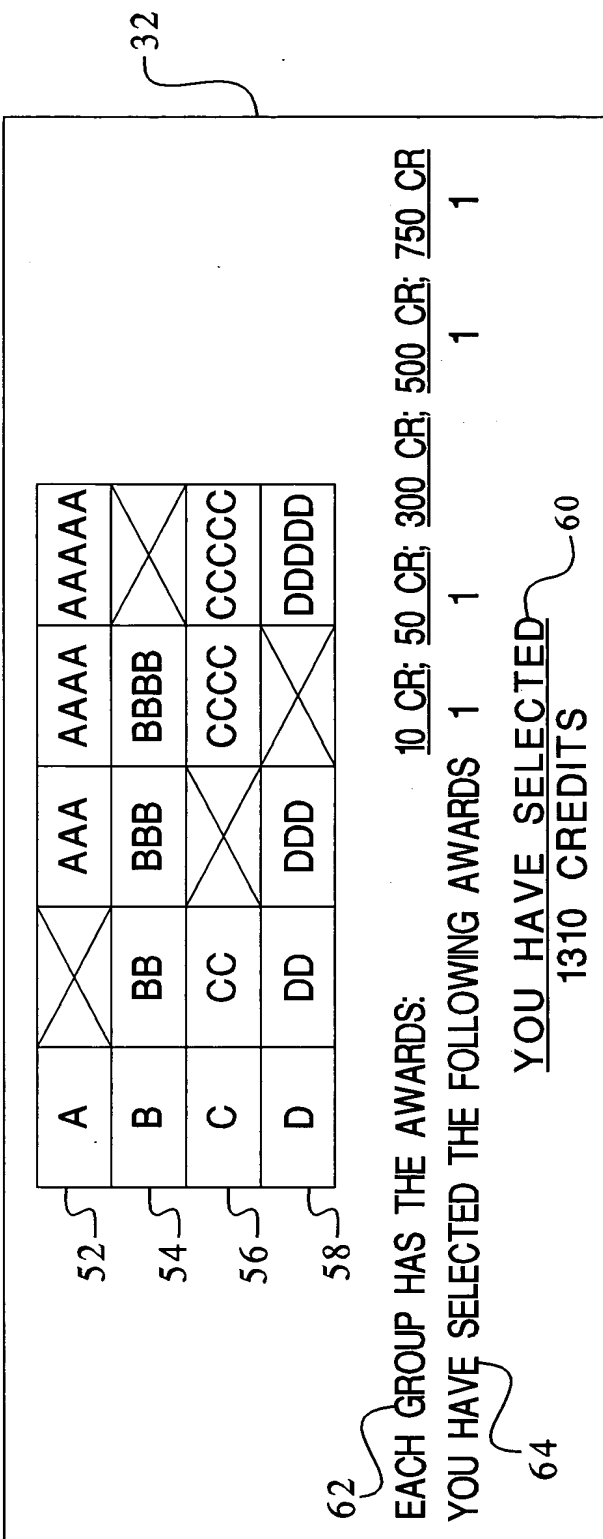 32
52 A AAA AAAA AAAAA
54 B BB BBB BBBB
56 C CC CCCC CCCCC
58 D DD DDD DDDDD
62
EACH GROUP HAS THE AWARDS: 10 CR; 50 CR; 300 CR; 500 CR; 750 CR
YOU HAVE SELECTED THE FOLLOWING AWARDS 1 1 1 1
64
YOU HAVE SELECTED 60
1310 CREDITS